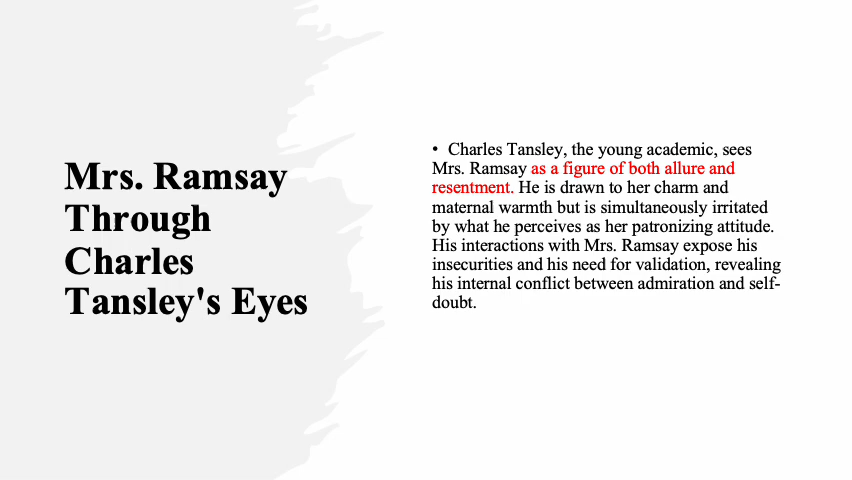 Mrs. Ramsay
Through
Charles
Tansley's Eyes
• Charles Tansley, the young academic, sees
Mrs. Ramsay as a figure of both allure and
resentment. He is drawn to her charm and
maternal warmth but is simultaneously irritated
by what he perceives as her patronizing attitude.
His interactions with Mrs. Ramsay expose his
insecurities and his need for validation, revealing
his internal conflict between admiration and self-
doubt.